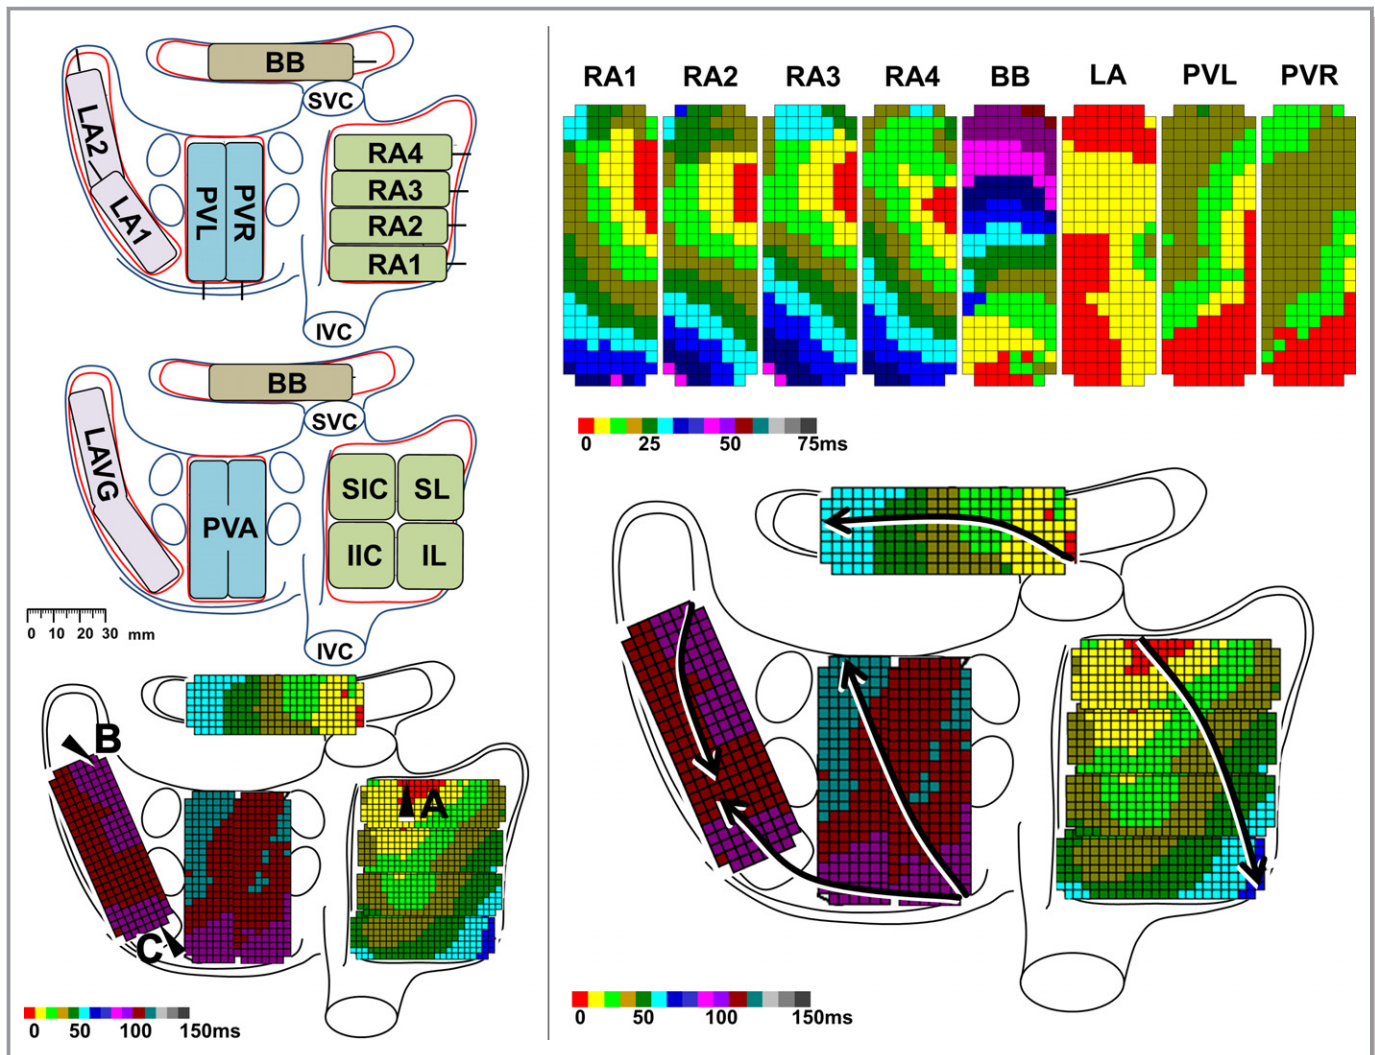 BB
SVC
LA2
LA1
PVL
PVR
RA4
RA3
RA2
RA1
IVC
BB
SVC
LAVG
PVA
SIC
SL
IIC
IL
0 10 20 30 mm
IVC
B
A
C
0 50 100 150ms
RA1 RA2 RA3 RA4 BB LA PVL PVR
0 25 50 75ms
0 50 100 150ms